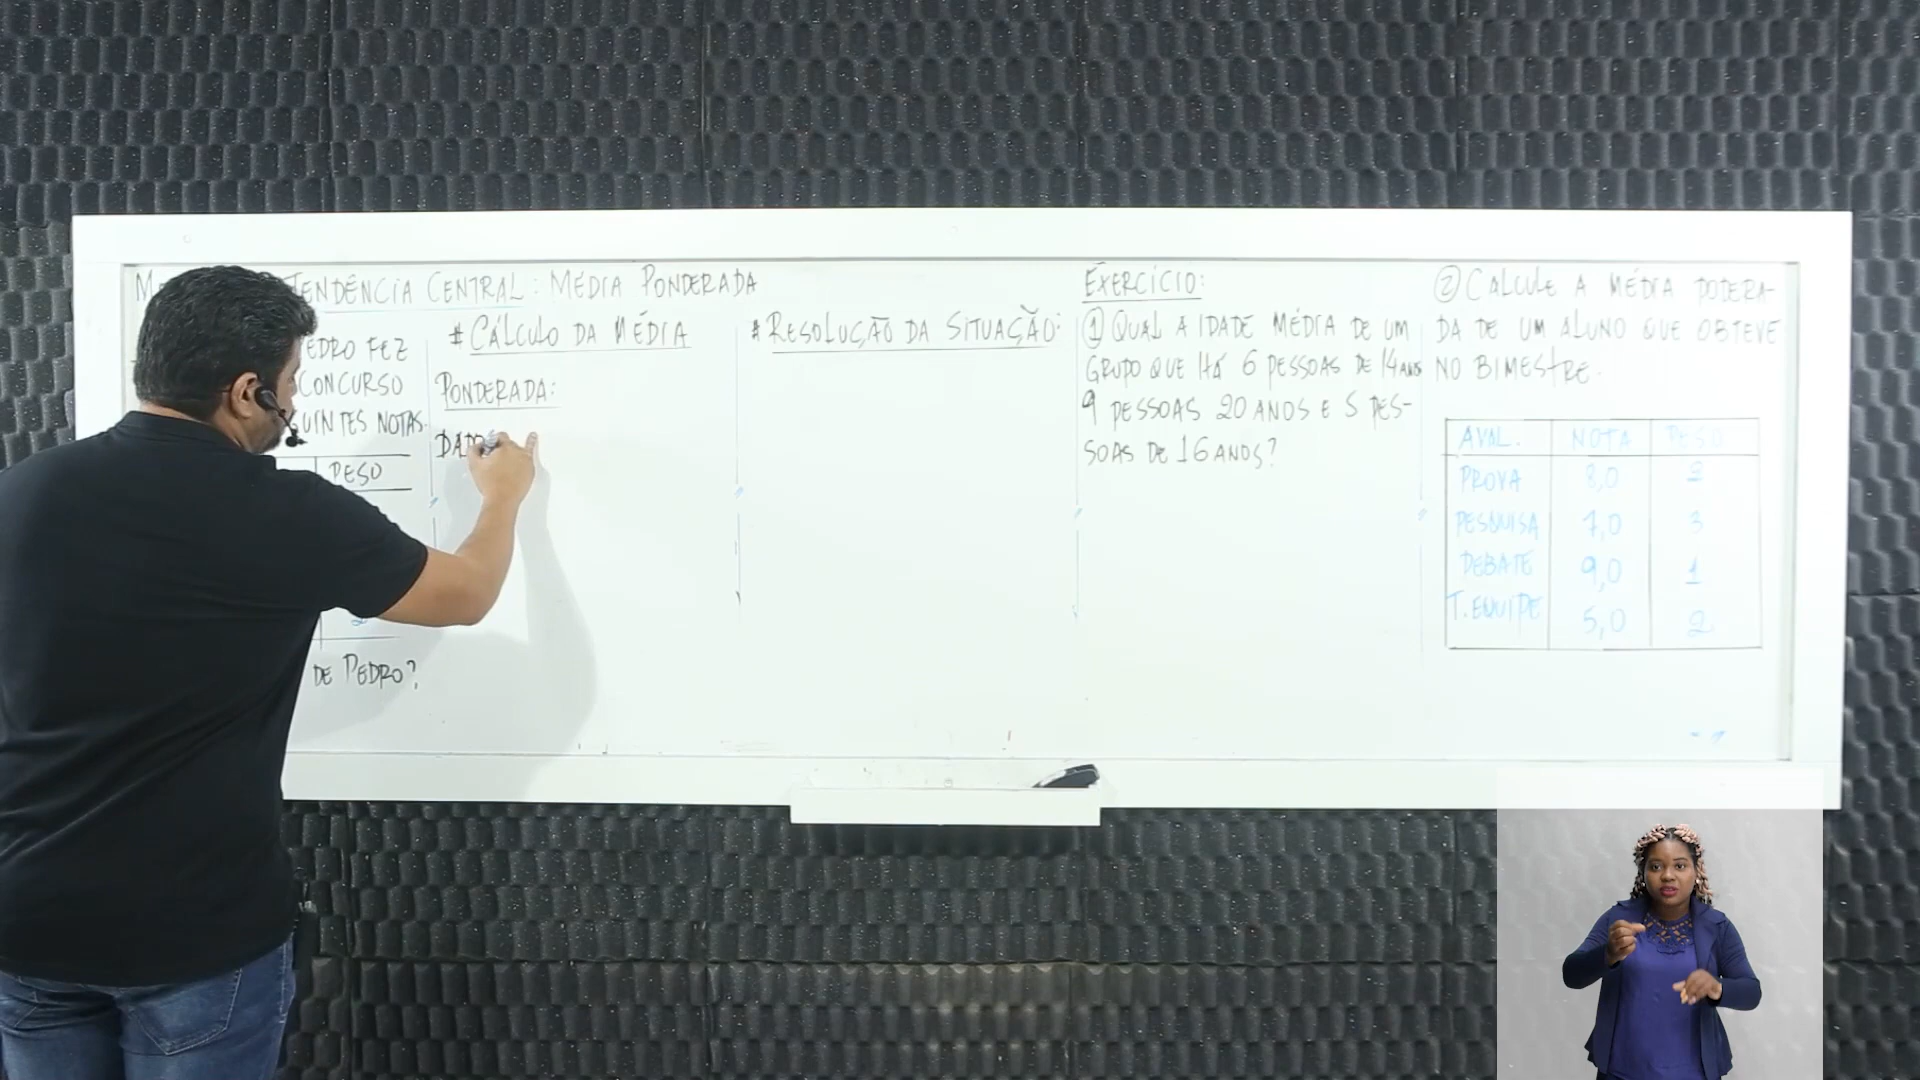 TENDÊNCIA CENTRAL: MÉDIA PONDERADA
EDRO FEZ
CONCURSO
UINTES NOTAS.
PESO
DE PEDRO?
# CÁLCULO DA MÉDIA
PONDERADA:
# RESOLUÇÃO DA SITUAÇÃO:
EXERCÍCIO:
① QUAL A IDADE MÉDIA DE UM
GRUPO QUE HÁ 6 PESSOAS DE 14 ANOS
9 PESSOAS 20 ANOS E 5 PES-
SOAS DE 16 ANOS?
② CALCULE A MÉDIA PODERA-
DA DE UM ALUNO QUE OBTEVE
NO BIMESTRE.
AVAL. NOTA PESO
PROVA 8,0 2
PESQUISA 7,0 3
DEBATE 9,0 1
T. EQUIPE 5,0 2